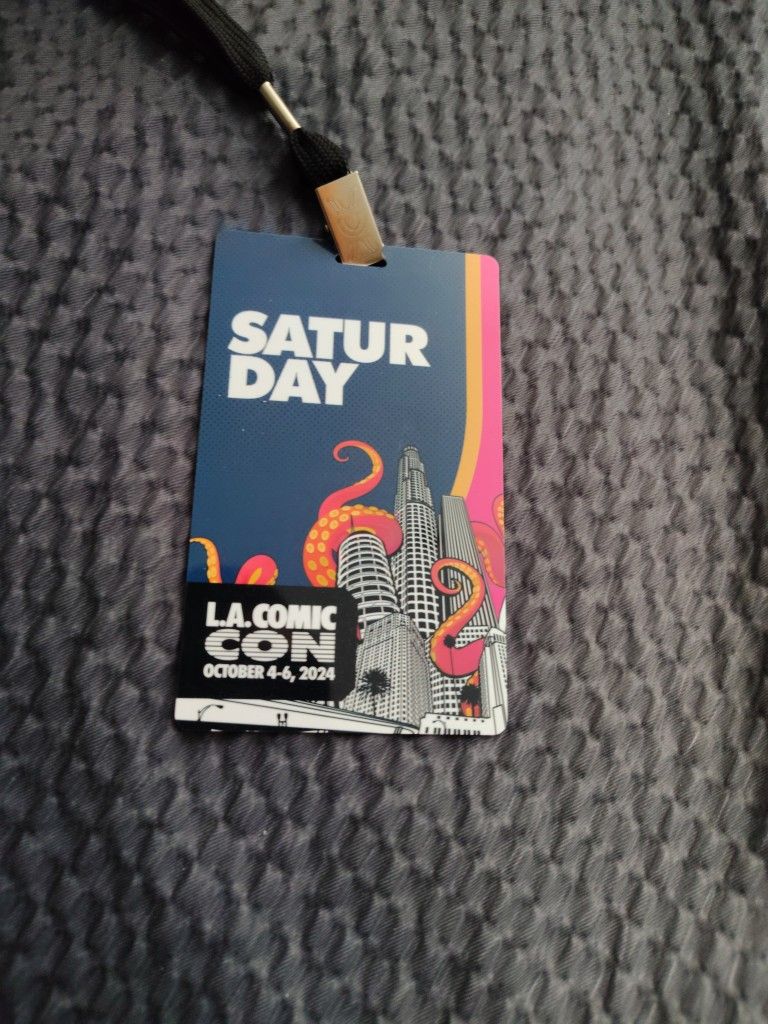 SATUR
DAY
L.A. COMIC
CON
OCTOBER 4-6, 2024